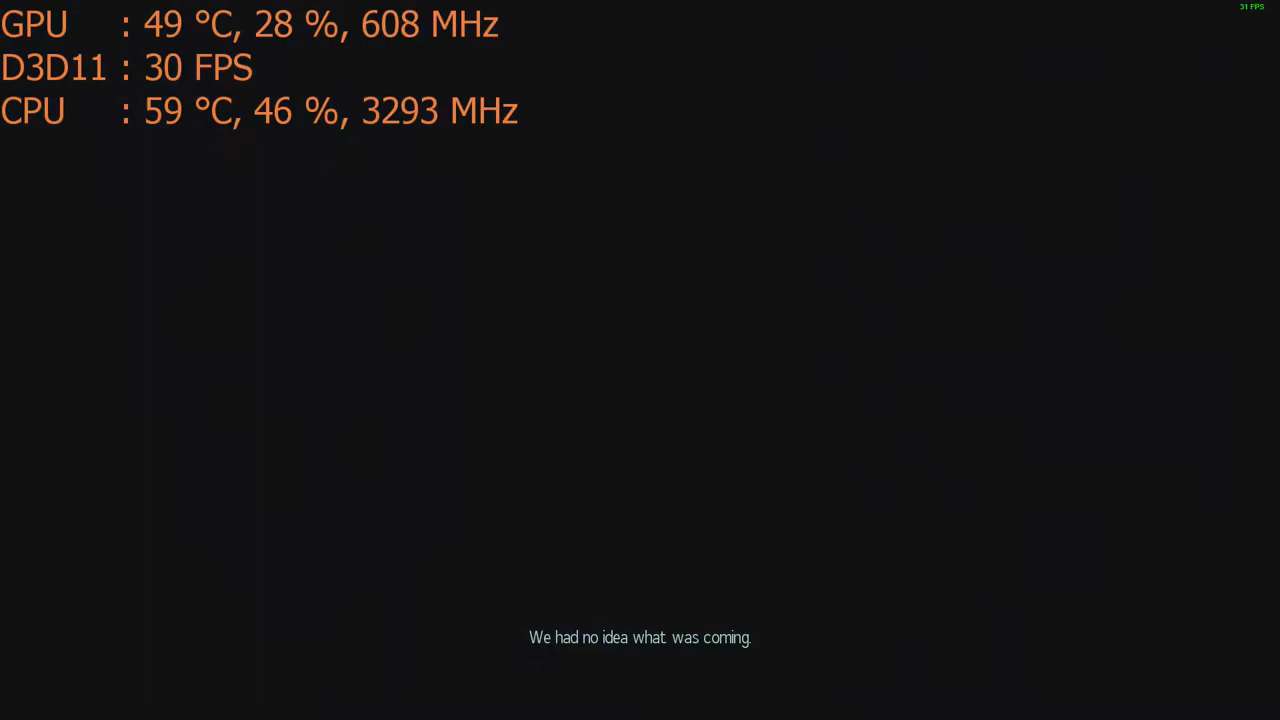 GPU : 49 °C, 28 %, 608 MHz
31 FPS
D3D11 : 30 FPS
CPU : 59 °C, 46 %, 3293 MHz
We had no idea what was coming.